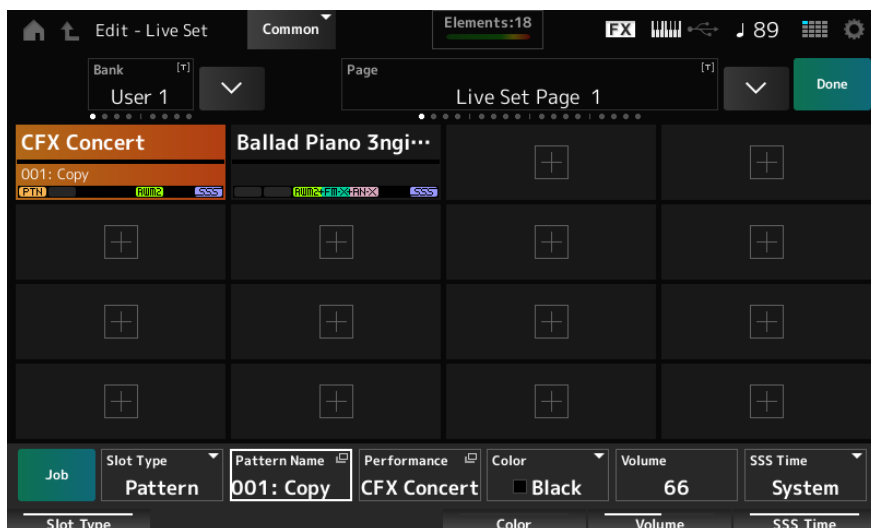 Edit - Live Set
Common
Elements:18
FX
89
Bank
[T]
User 1
Page
[T]
Live Set Page 1
Done
CFX Concert
001: Copy
PTN
AWM2
SSS
Ballad Piano 3ngi…
AWM2+FM-X+AN-X
SSS
Job
Slot Type
Pattern
Pattern Name
001: Copy
Performance
CFX Concert
Color
Black
Volume
66
SSS Time
System
Slot Type
Color
Volume
SSS Time